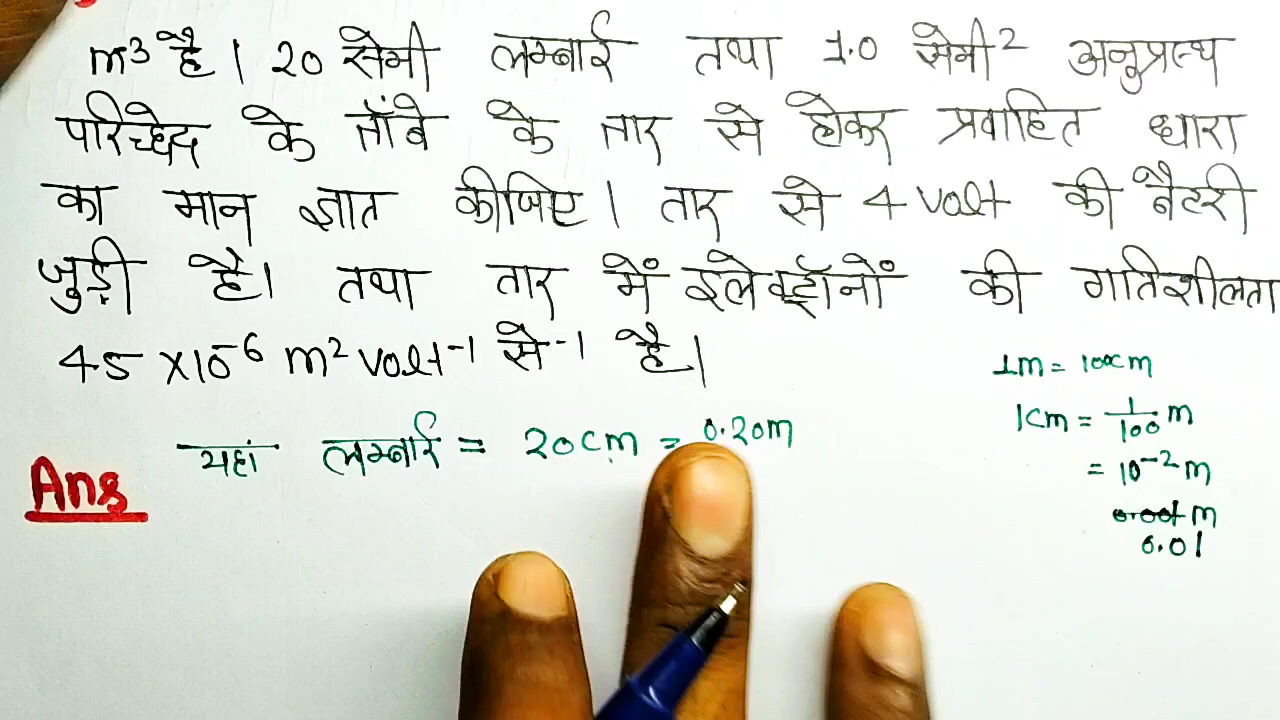 m³ है । 20 सेमी लम्बाई तथा 1.0 सेमी² अनुप्रस्थ
परिच्छेद के ताँबे के तार से होकर प्रवाहित धारा
का मान ज्ञात कीजिए । तार से 4 volt की बैटरी
जुड़ी है। तथा तार में इलेक्ट्रॉनों की गतिशीलता
4.5 ×10⁻⁶ m² volt⁻¹ से⁻¹ है।
1m = 100cm
1cm = 1/100 m
= 10⁻² m
m
0.01
Ans
यहां लम्बाई = 20cm = 0.20m